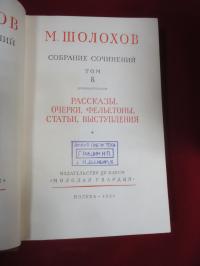 М. ШОЛОХОВ
СОБРАНИЕ СОЧИНЕНИЙ
ТОМ
8
РАССКАЗЫ,
ОЧЕРКИ, ФЕЛЬЕТОНЫ,
СТАТЬИ, ВЫСТУПЛЕНИЯ
ИЗДАТЕЛЬСТВО ЦК ВЛКСМ
«МОЛОДАЯ ГВАРДИЯ»
МОСКВА